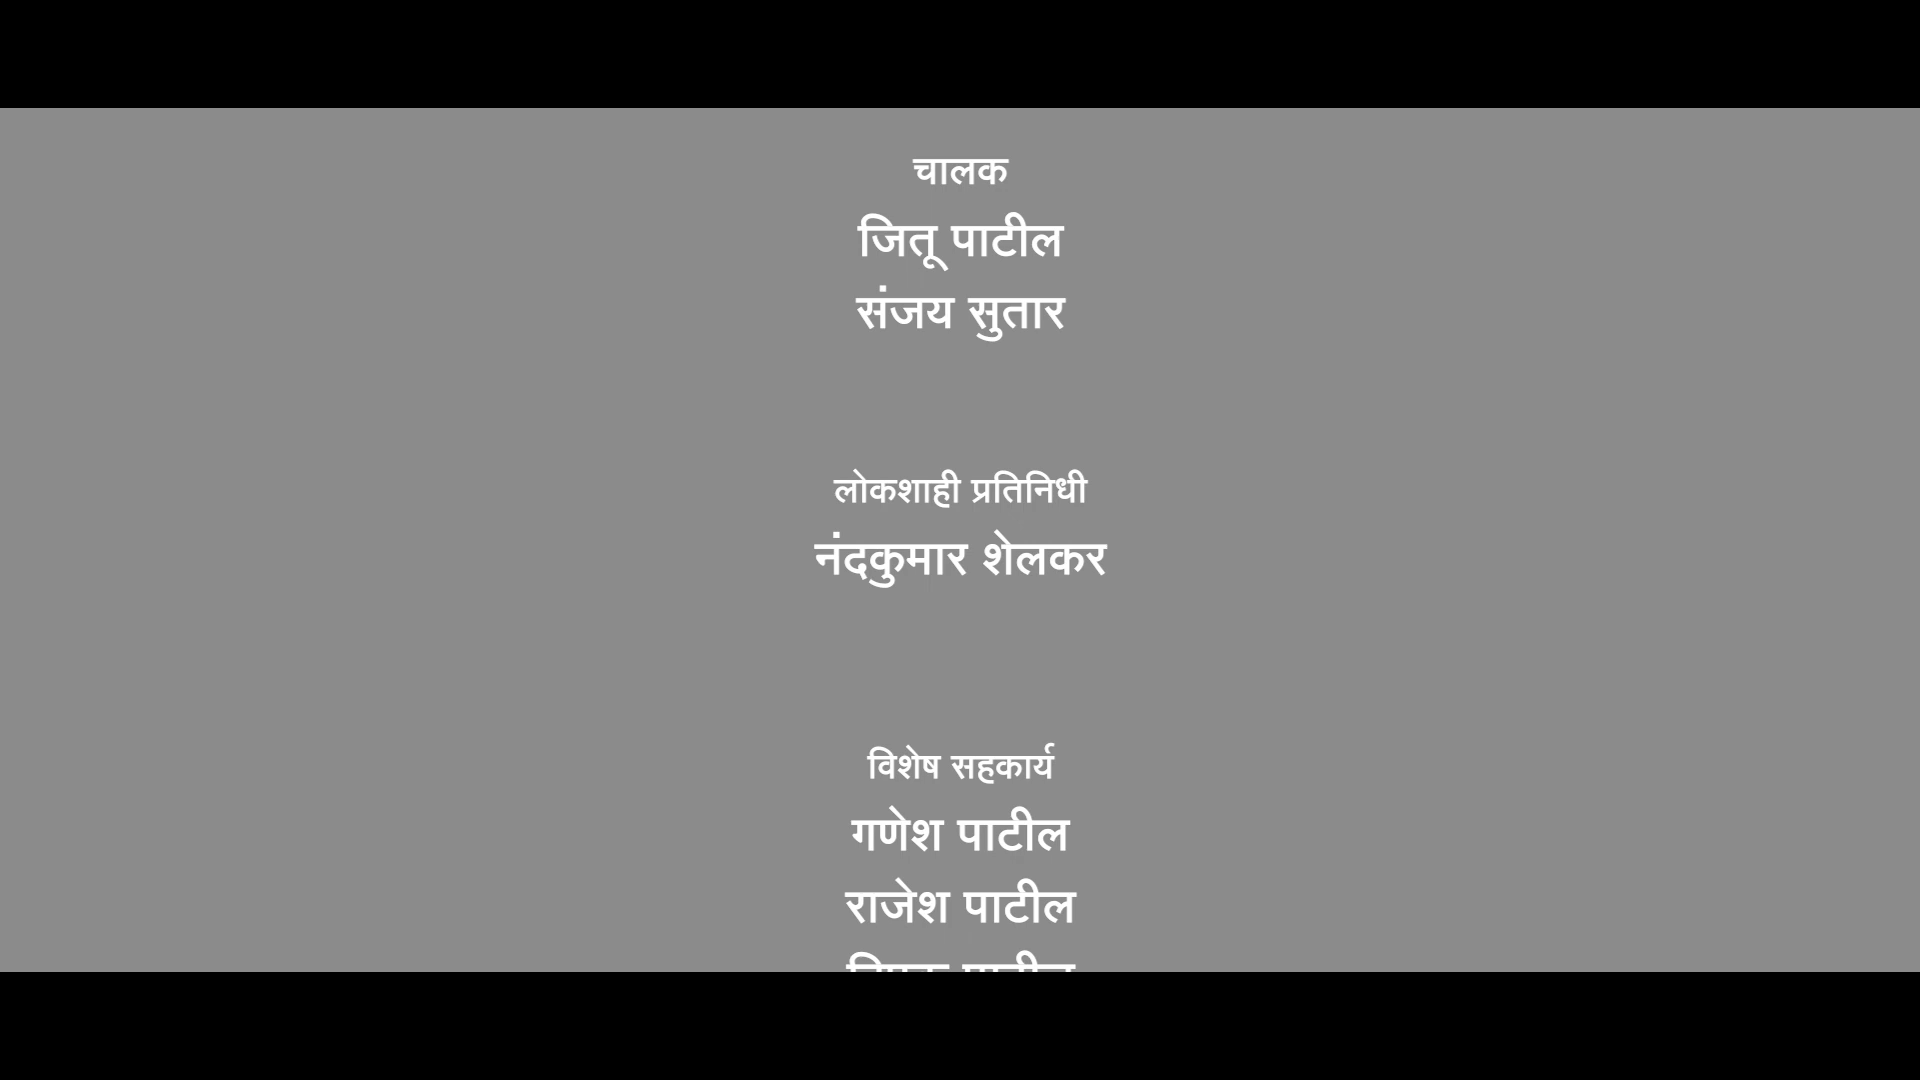 चालक
जितू पाटील
संजय सुतार
लोकशाही प्रतिनिधी
नंदकुमार शेलकर
विशेष सहकार्य
गणेश पाटील
राजेश पाटील
पाटील